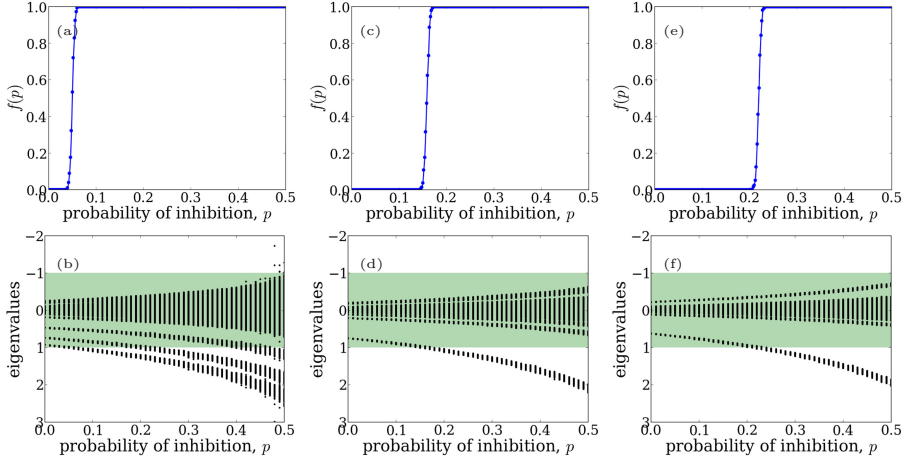 1.0 1.0 1.0
(a) (c) (e)
0.8 0.8 0.8
0.6 0.6 0.6
f(p) f(p) f(p)
0.4 0.4 0.4
0.2 0.2 0.2
0.0 0.0 0.0
0.0 0.1 0.2 0.3 0.4 0.5 0.0 0.1 0.2 0.3 0.4 0.5 0.0 0.1 0.2 0.3 0.4 0.5
probability of inhibition, p probability of inhibition, p probability of inhibition, p
−2 −2 −2
(b) (d) (f)
−1 −1 −1
0 0 0
eigenvalues eigenvalues eigenvalues
1 1 1
2 2 2
3 3 3
0.0 0.1 0.2 0.3 0.4 0.5 0.0 0.1 0.2 0.3 0.4 0.5 0.0 0.1 0.2 0.3 0.4 0.5
probability of inhibition, p probability of inhibition, p probability of inhibition, p